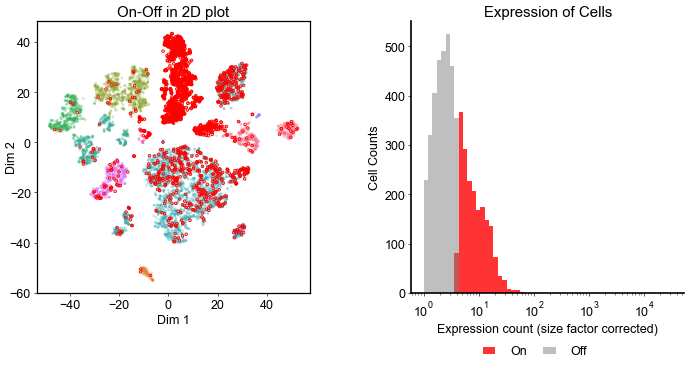 On-Off in 2D plot
Dim 2
40
20
0
−20
−40
−60
−40 −20 0 20 40
Dim 1
Expression of Cells
Cell Counts
500
400
300
200
100
0
10^0 10^1 10^2 10^3 10^4
Expression count (size factor corrected)
On Off